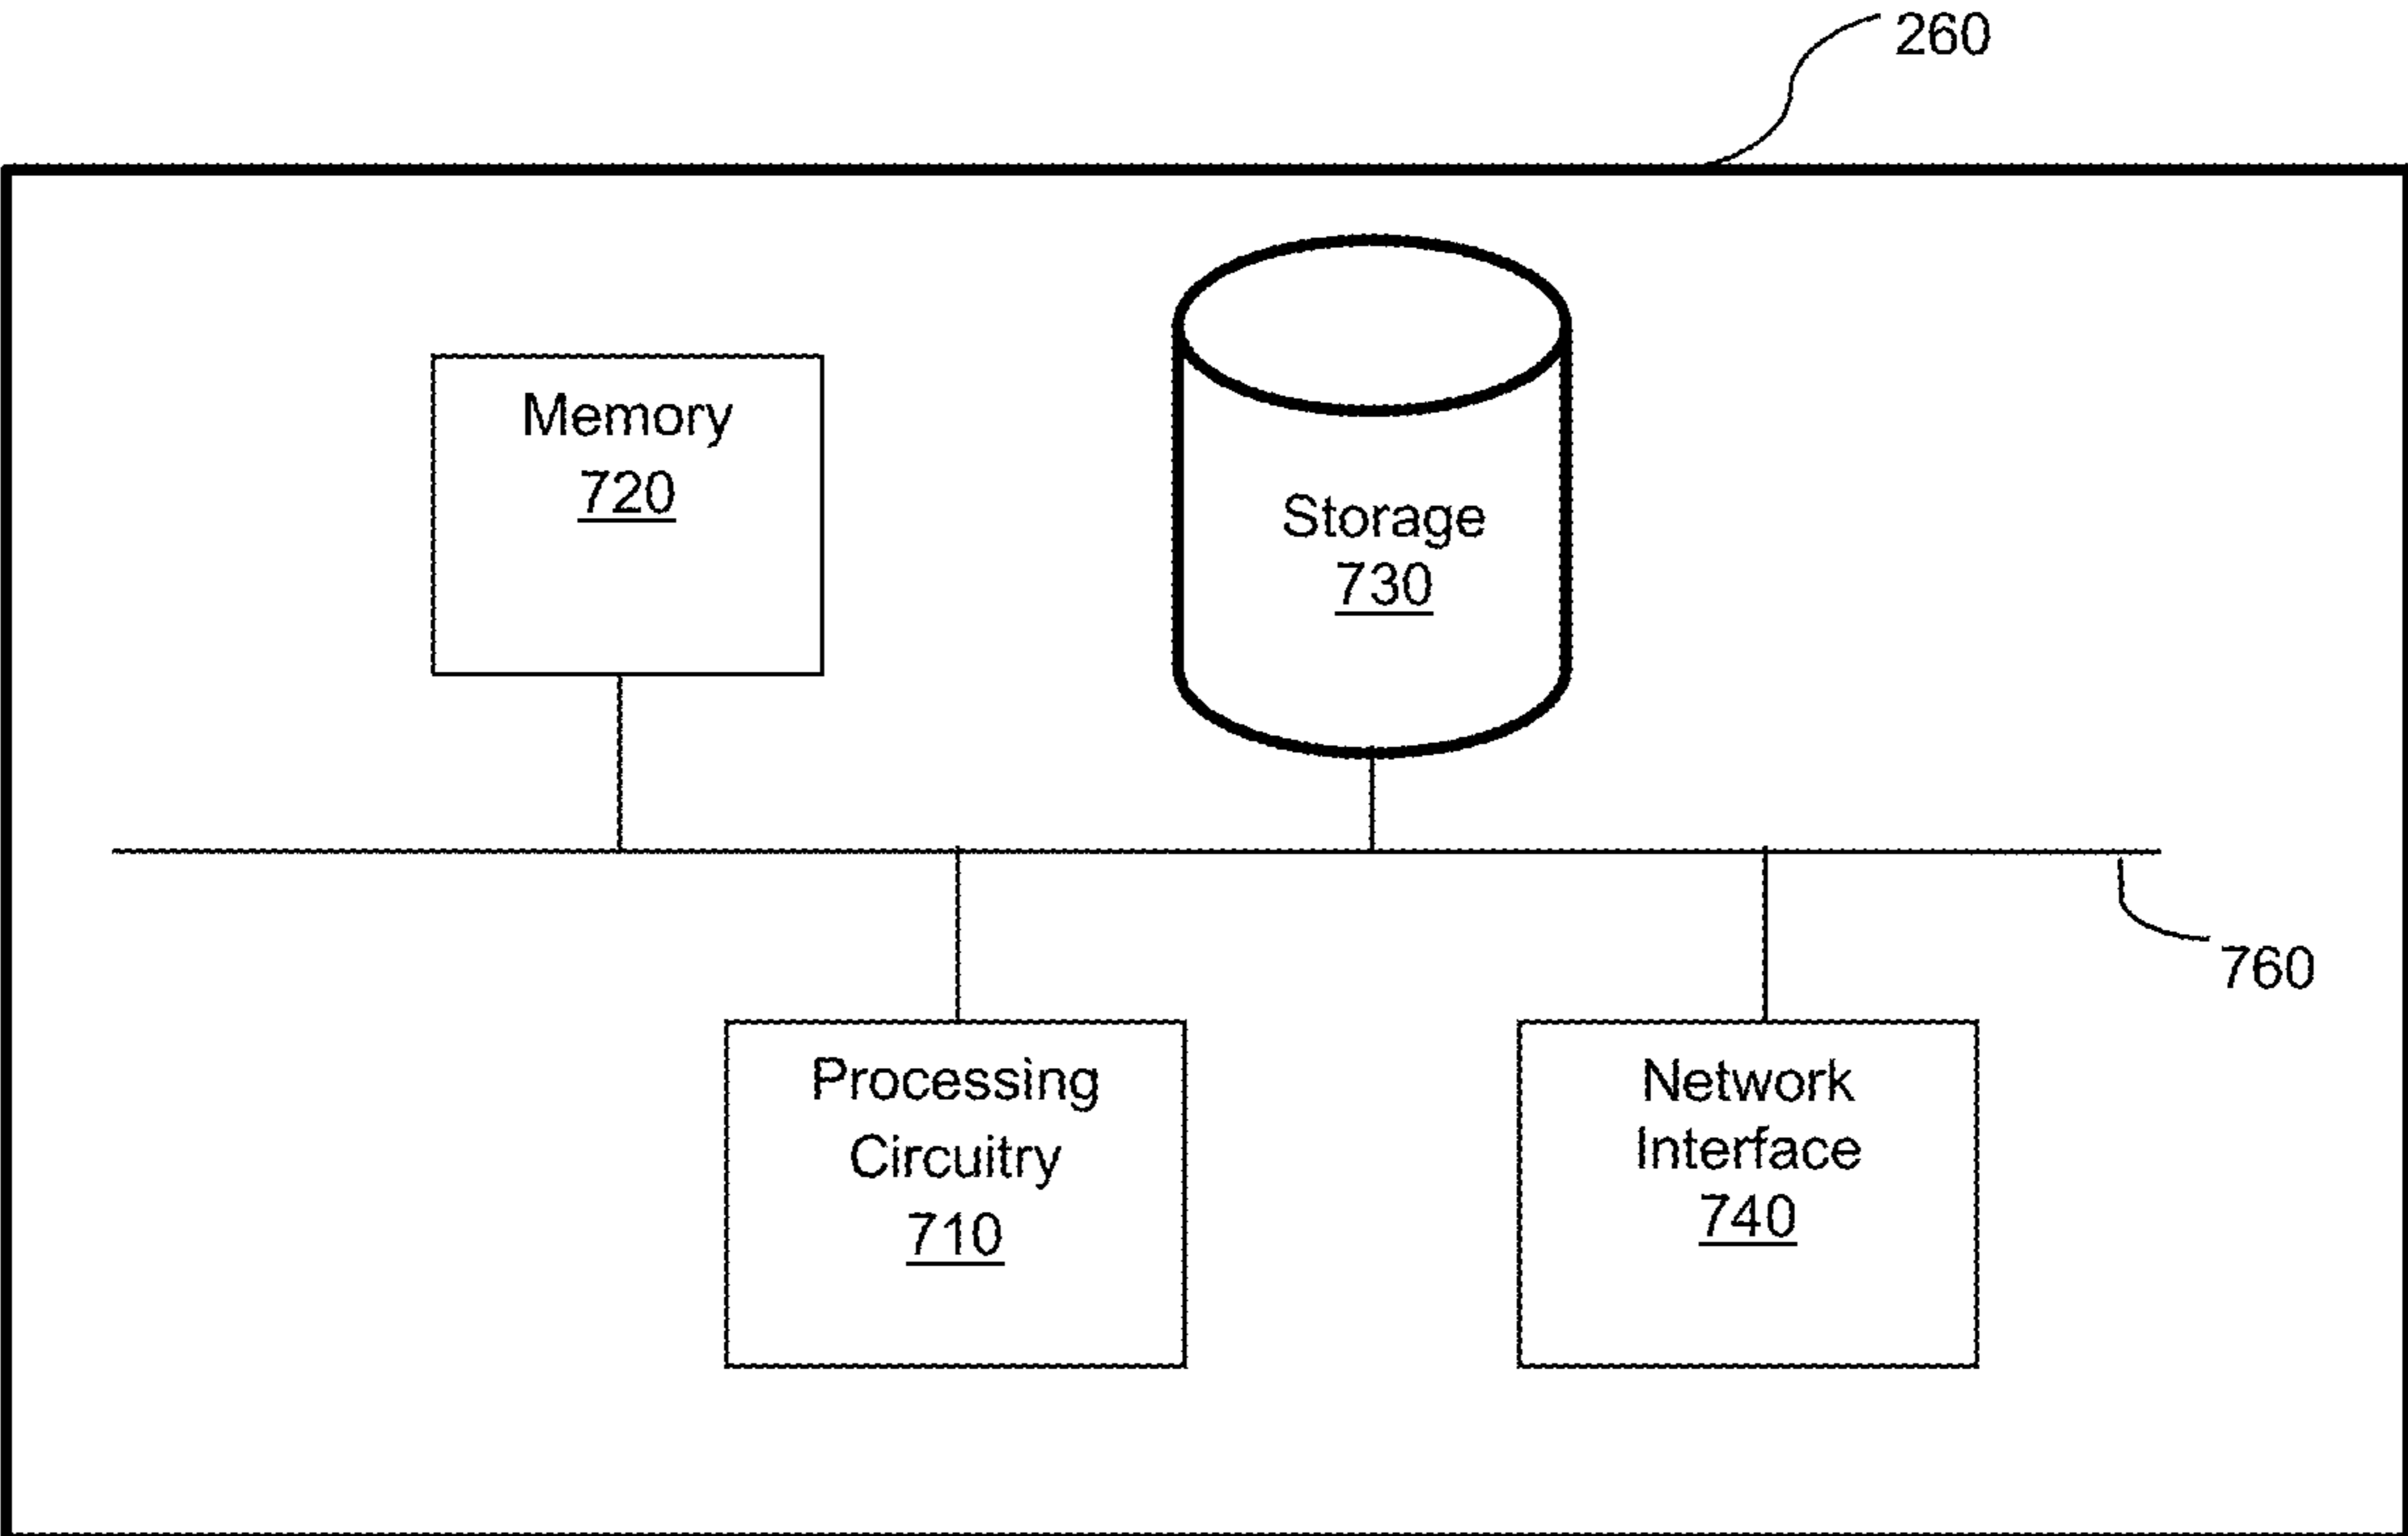 260
Memory
720
Storage
730
760
Processing
Circuitry
710
Network
Interface
740